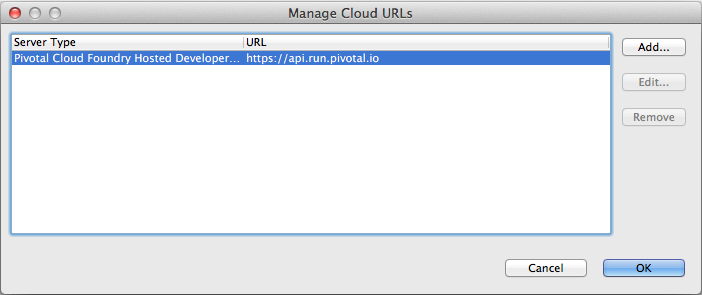 Manage Cloud URLs
Server Type URL
Pivotal Cloud Foundry Hosted Developer... https://api.run.pivotal.io
Add...
Edit...
Remove
Cancel OK